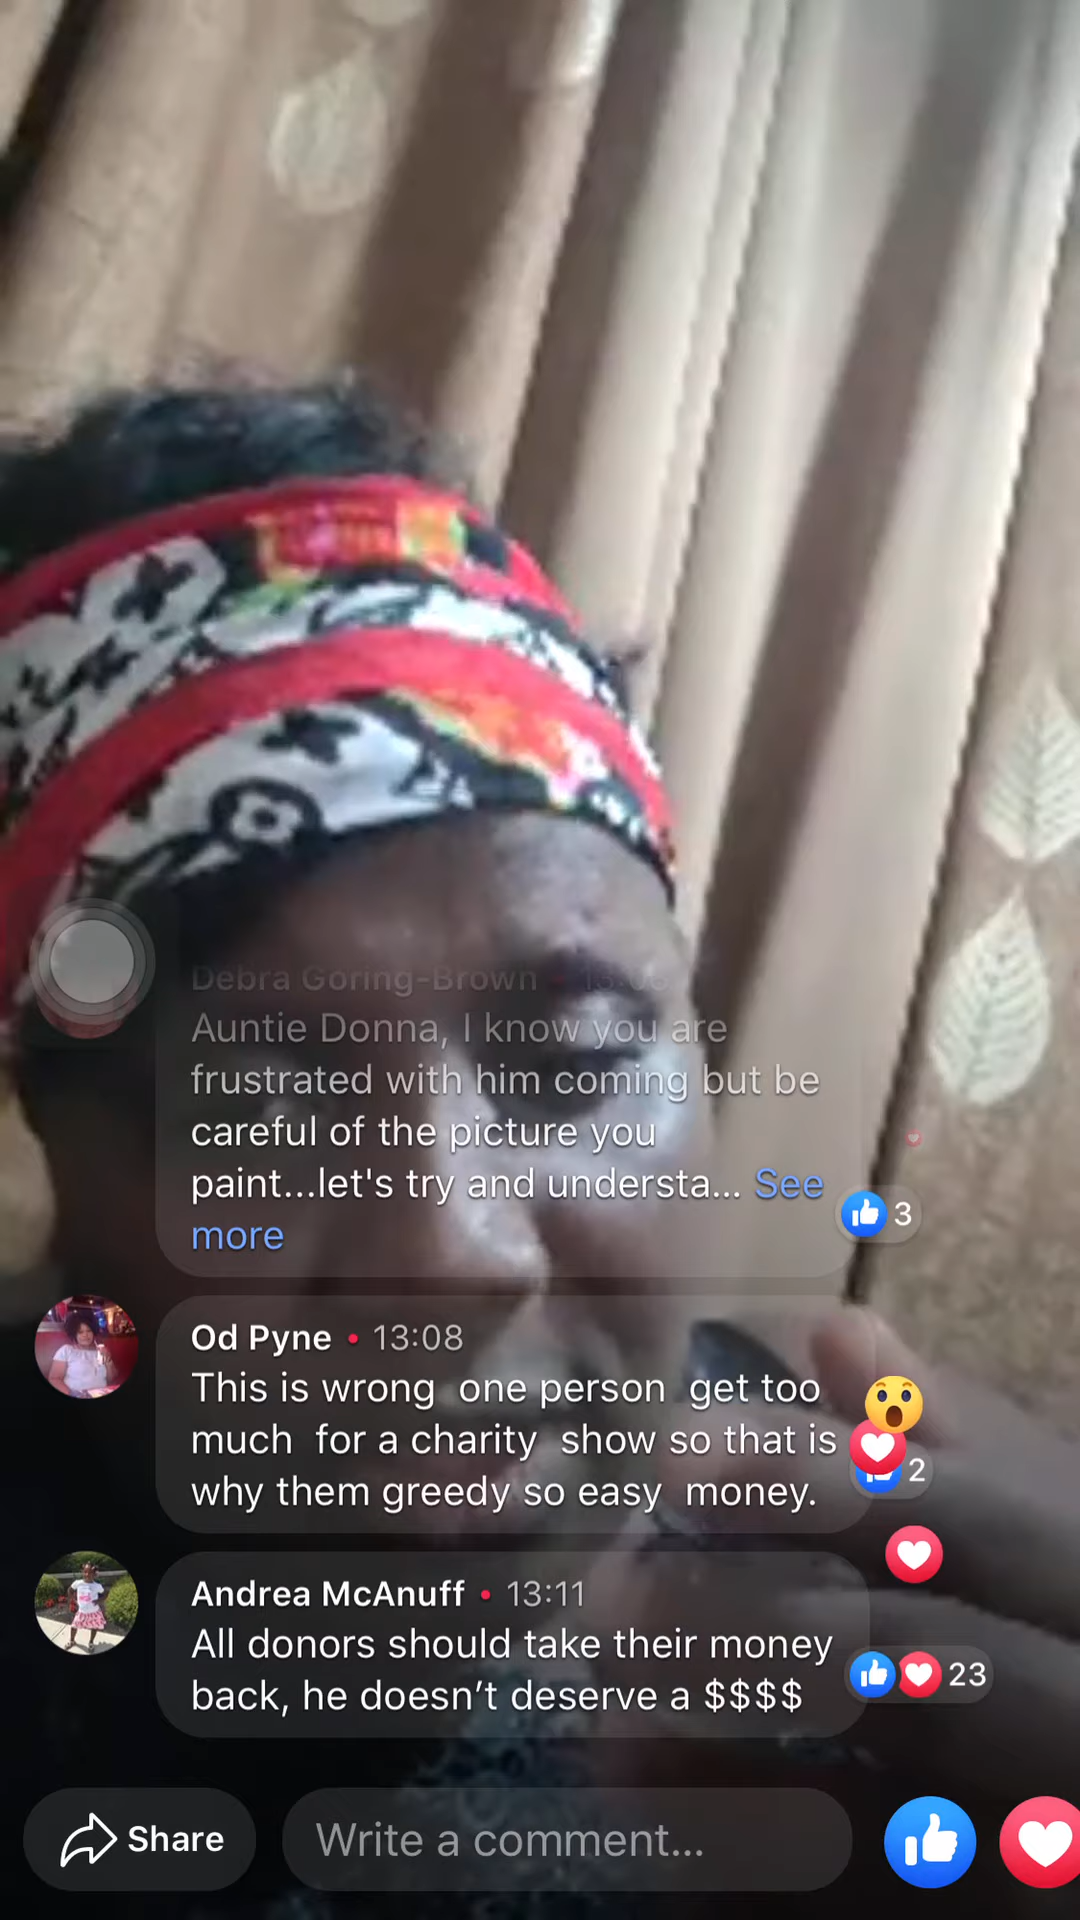 Debra Goring-Brown • 13:08
Auntie Donna, I know you are
frustrated with him coming but be
careful of the picture you
paint...let's try and understa... See
more
3
Od Pyne • 13:08
This is wrong  one person  get too
much  for a charity  show so that is
why them greedy so easy  money.
2
Andrea McAnuff • 13:11
All donors should take their money
back, he doesn’t deserve a $$$$
23
Share
Write a comment...